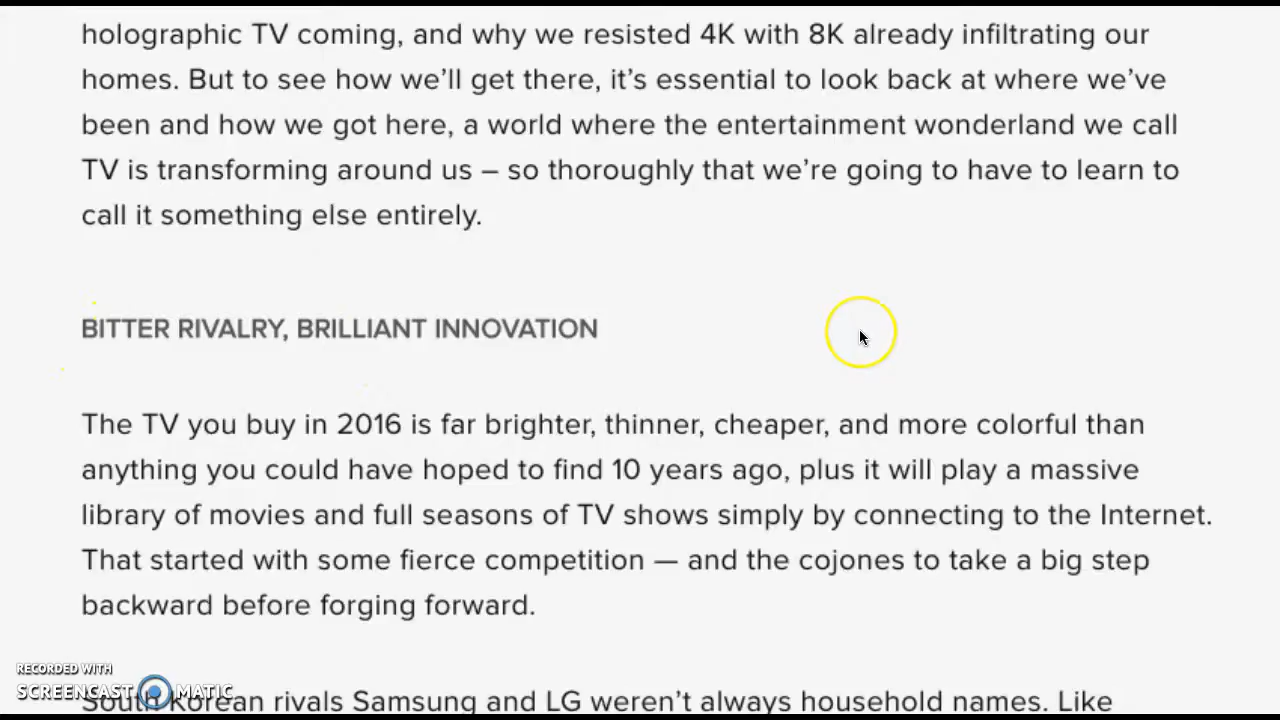 holographic TV coming, and why we resisted 4K with 8K already infiltrating our
homes. But to see how we’ll get there, it’s essential to look back at where we’ve
been and how we got here, a world where the entertainment wonderland we call
TV is transforming around us – so thoroughly that we’re going to have to learn to
call it something else entirely.
BITTER RIVALRY, BRILLIANT INNOVATION
The TV you buy in 2016 is far brighter, thinner, cheaper, and more colorful than
anything you could have hoped to find 10 years ago, plus it will play a massive
library of movies and full seasons of TV shows simply by connecting to the Internet.
That started with some fierce competition — and the cojones to take a big step
backward before forging forward.
RECORDED WITH
SCREENCAST MATIC
South Korean rivals Samsung and LG weren’t always household names. Like